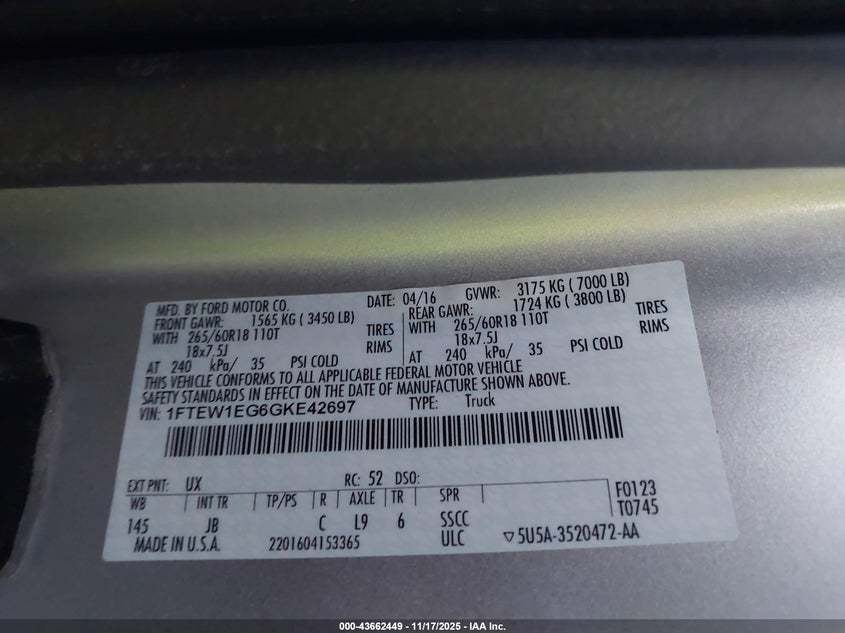 MFD. BY FORD MOTOR CO.
DATE: 04/16
GVWR: 3175 KG ( 7000 LB)
FRONT GAWR: 1565 KG ( 3450 LB)
WITH 265/60R18 110T TIRES
18x7.5J RIMS
AT 240 kPa/ 35 PSI COLD
REAR GAWR: 1724 KG ( 3800 LB)
WITH 265/60R18 110T TIRES
18x7.5J RIMS
AT 240 kPa/ 35 PSI COLD
THIS VEHICLE CONFORMS TO ALL APPLICABLE FEDERAL MOTOR VEHICLE
SAFETY STANDARDS IN EFFECT ON THE DATE OF MANUFACTURE SHOWN ABOVE.
VIN: 1FTEW1EG6GKE42697 TYPE: Truck
EXT PNT: UX RC: 52 DSO:
WB INT TR TP/PS R AXLE TR SPR
145 JB C L9 6 SSCC
F0123
T0745
MADE IN U.S.A. 2201604153365 ULC ▽5U5A-3520472-AA
000-43662449 - 11/17/2025 - IAA Inc.